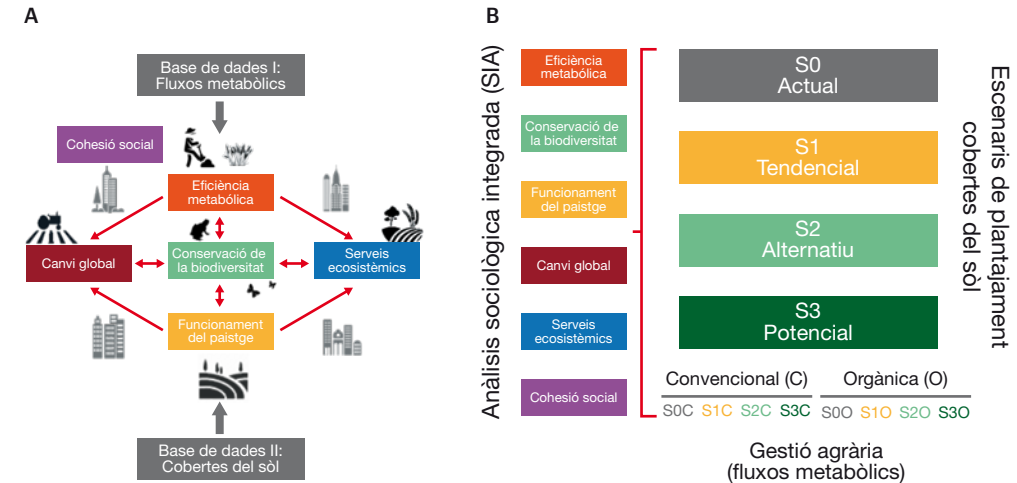 A
Base de dades I:
Fluxos metabòlics
Cohesió social
Eficiència
metabólica
Canvi global
Conservació de
la biodiversitat
Serveis
ecosistèmics
Funcionament
del paistge
Base de dades II:
Cobertes del sòl
B
Anàlisis sociològica integrada (SIA)
Eficiència
metabólica
Conservació de
la biodiversitat
Funcionament
del paistge
Canvi global
Serveis
ecosistèmics
Cohesió social
S0
Actual
S1
Tendencial
S2
Alternatiu
S3
Potencial
Escenaris de plantajament
cobertes del sòl
Convencional (C)
Orgànica (O)
S0C S1C S2C S3C
S0O S1O S2O S3O
Gestió agrària
(fluxos metabòlics)